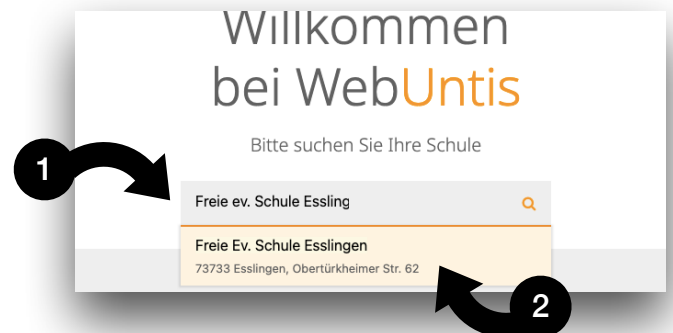 Willkommen
bei WebUntis
Bitte suchen Sie Ihre Schule
1
Freie ev. Schule Essling
Freie Ev. Schule Esslingen
73733 Esslingen, Obertürkheimer Str. 62
2